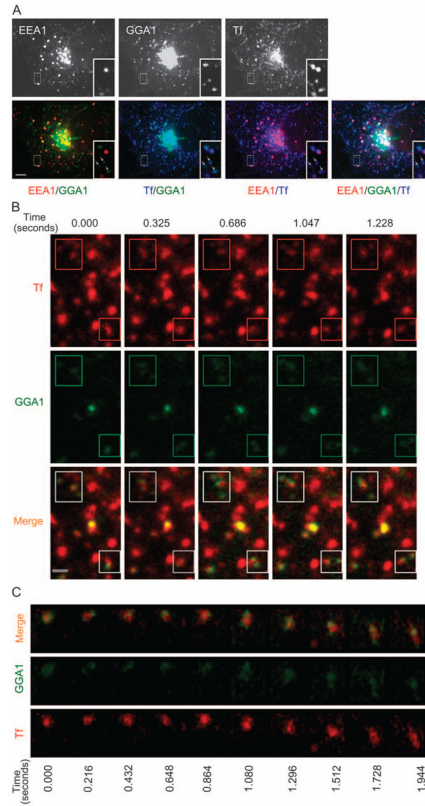 A
EEA1 GGA1 Tf
EEA1/GGA1 Tf/GGA1 EEA1/Tf EEA1/GGA1/Tf
B
Time
(seconds) 0.000 0.325 0.686 1.047 1.228
Tf
GGA1
Merge
C
Merge
GGA1
Tf
Time
(seconds) 0.000 0.216 0.432 0.648 0.864 1.080 1.296 1.512 1.728 1.944